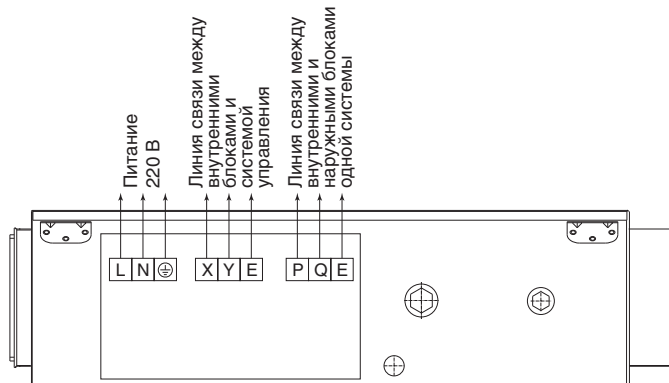 Питание
220 В
Линия связи между
внутренними
блоками и
системой
управления
Линия связи между
внутренними и
наружными блоками
одной системы
L N
X Y E
P Q E